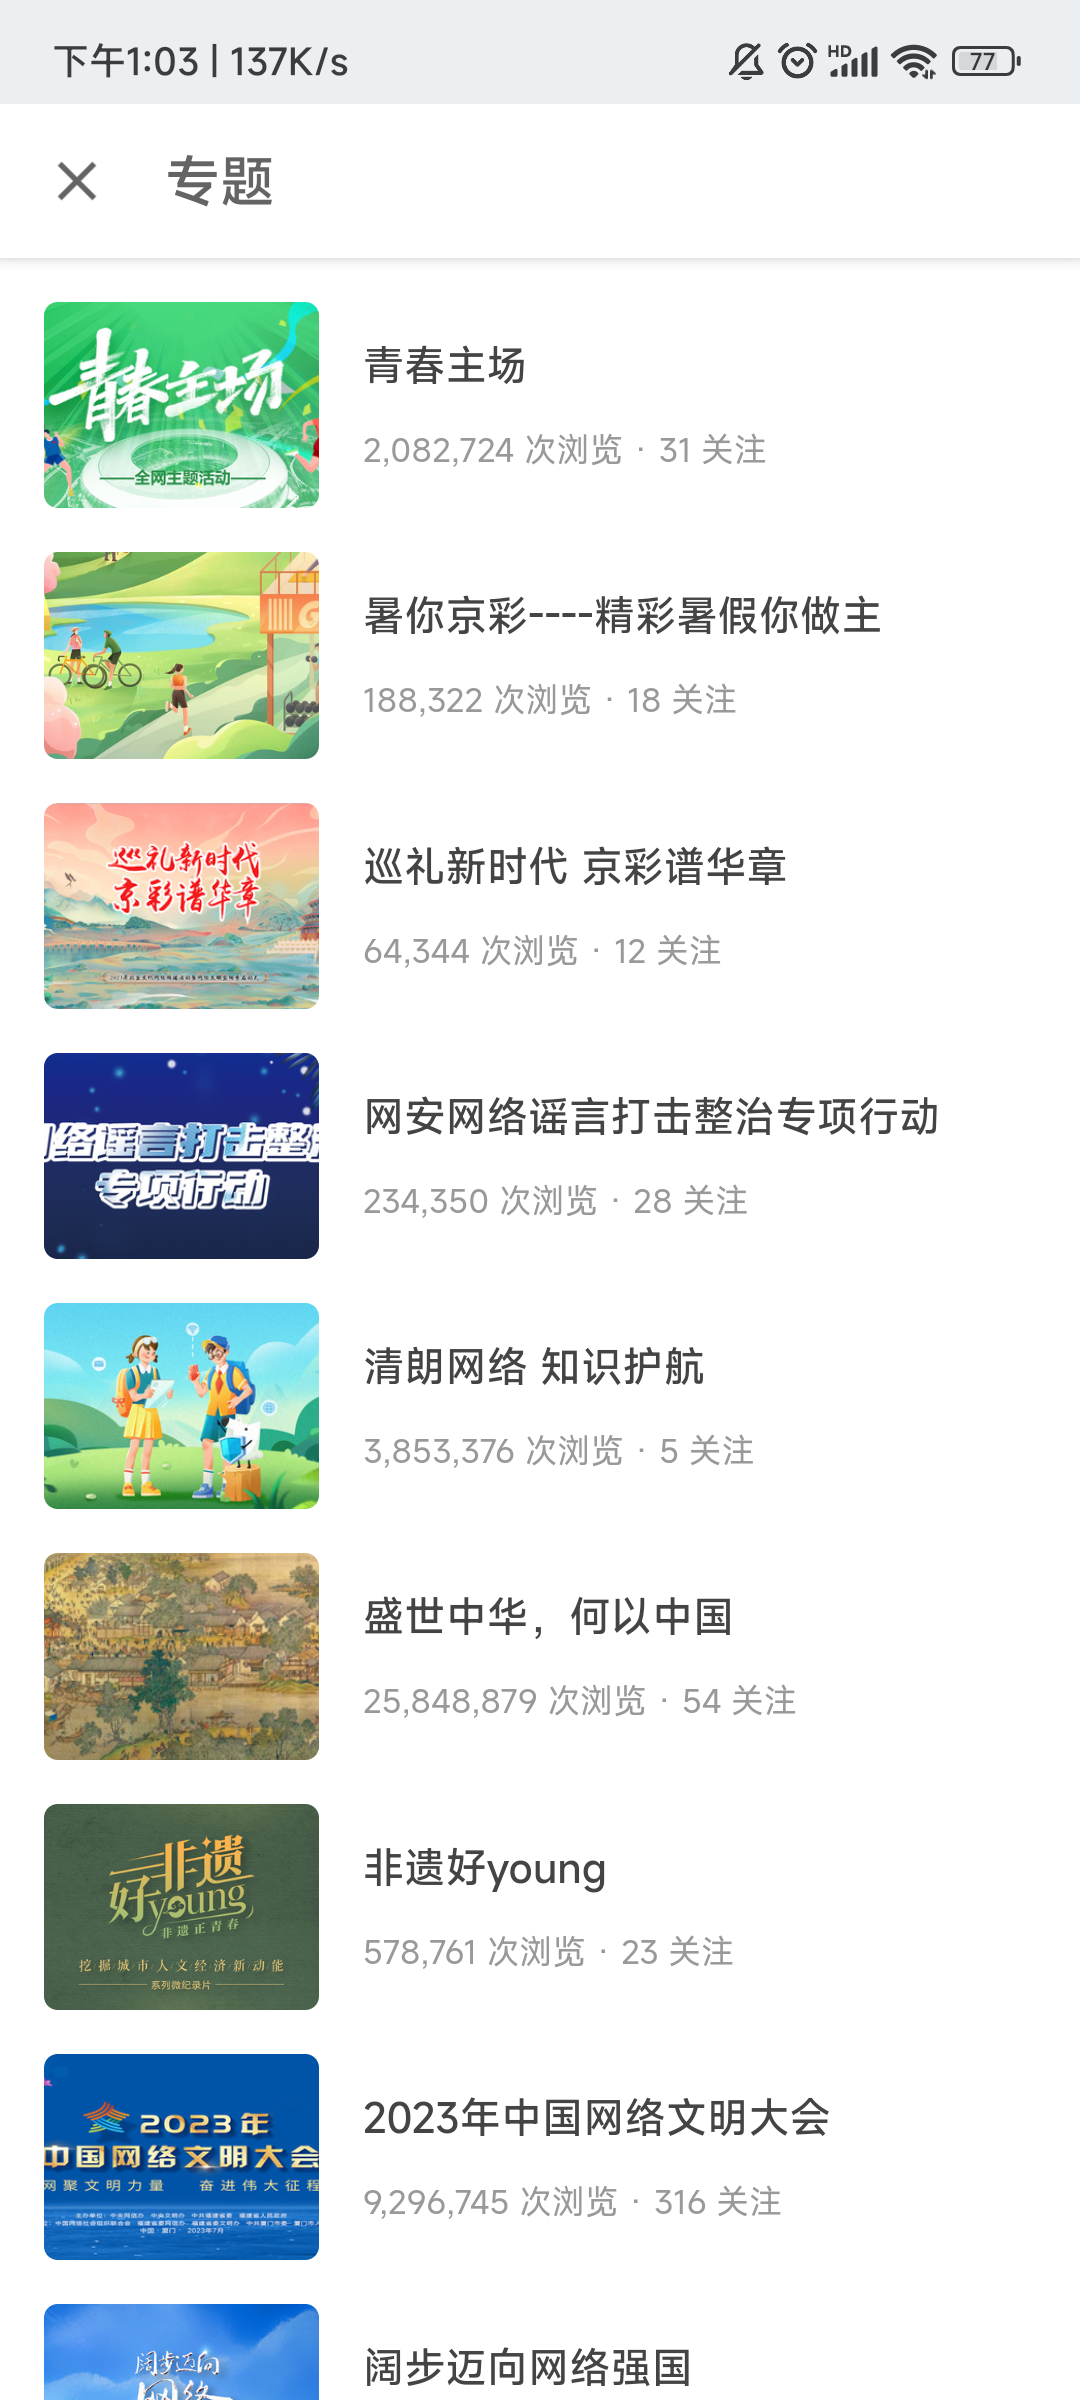 下午1:03 | 137K/s
HD
77
专题
青春主场
全网主题活动
青春主场
2,082,724 次浏览 · 31 关注
暑你京彩----精彩暑假你做主
188,322 次浏览 · 18 关注
巡礼新时代
京彩谱华章
巡礼新时代 京彩谱华章
64,344 次浏览 · 12 关注
络谣言打击整
专项行动
网安网络谣言打击整治专项行动
234,350 次浏览 · 28 关注
清朗网络 知识护航
3,853,376 次浏览 · 5 关注
盛世中华，何以中国
25,848,879 次浏览 · 54 关注
非遗
好young
非遗正青春
挖掘城市人文经济新动能
系列微纪录片
非遗好young
578,761 次浏览 · 23 关注
2023年
中国网络文明大会
网聚文明力量 奋进伟大征程
中国·厦门 2023年7月
2023年中国网络文明大会
9,296,745 次浏览 · 316 关注
阔步迈向
网络
阔步迈向网络强国